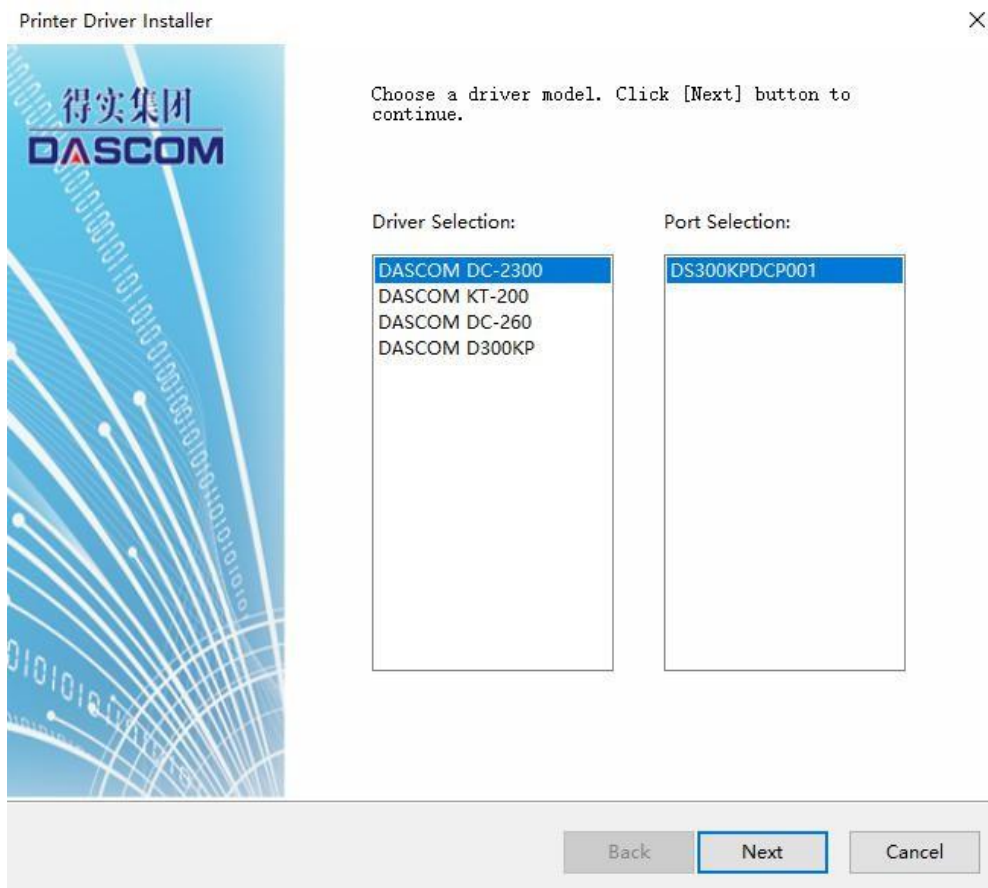 Printer Driver Installer
得实集团
DASCOM
Choose a driver model. Click [Next] button to
continue.
Driver Selection:
Port Selection:
DASCOM DC-2300
DASCOM KT-200
DASCOM DC-260
DASCOM D300KP
DS300KPDCP001
Back
Next
Cancel